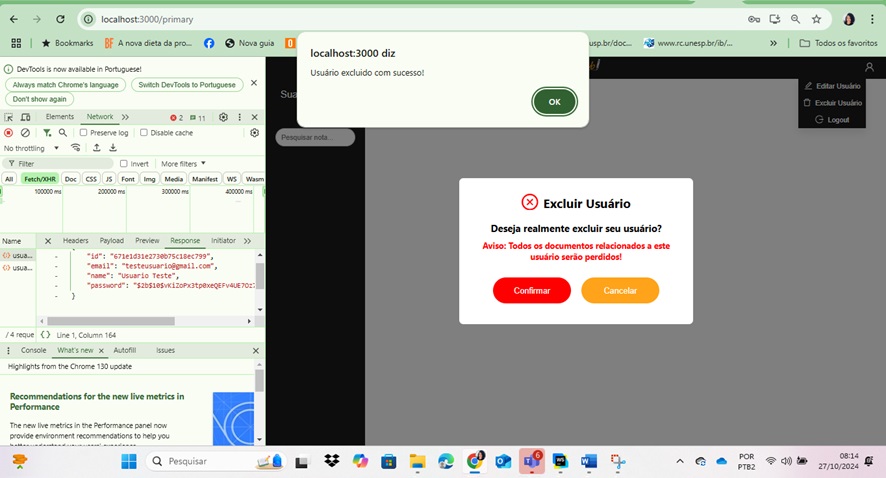 localhost:3000/primary
Bookmarks
A nova dieta da pro...
Nova guia
usp.br/doc...
www.rc.unesp.br/ib/...
»
Todos os favoritos
localhost:3000 diz
Usuário excluido com sucesso!
OK
DevTools is now available in Portuguese!
Always match Chrome's language
Switch DevTools to Portuguese
Don't show again
Elements
Network
»
2
11
Preserve log
Disable cache
No throttling
Filter
Invert
More filters
All
Fetch/XHR
Doc
CSS
JS
Font
Img
Media
Manifest
WS
Wasm
100000 ms
200000 ms
300000 ms
400000 ms
Name
Headers
Payload
Preview
Response
Initiator
»
usua...
usua...
- "id": "671e1d31e2730b75c18ec799",
- "email": "testeusuario@gmail.com",
- "name": "Usuario Teste",
- }
/ 4 reque
{ } Line 1, Column 164
Console
What's new
Autofill
Issues
Highlights from the Chrome 130 update
Recommendations for the new live metrics in
Performance
The new live metrics in the Performance panel now
provide environment recommendations to help you
Sua
Pesquisar nota...
Editar Usuário
Excluir Usuário
Logout
Excluir Usuário
Deseja realmente excluir seu usuário?
Aviso: Todos os documentos relacionados a este
usuário serão perdidos!
Confirmar
Cancelar
Pesquisar
6
POR
PTB2
08:14
27/10/2024